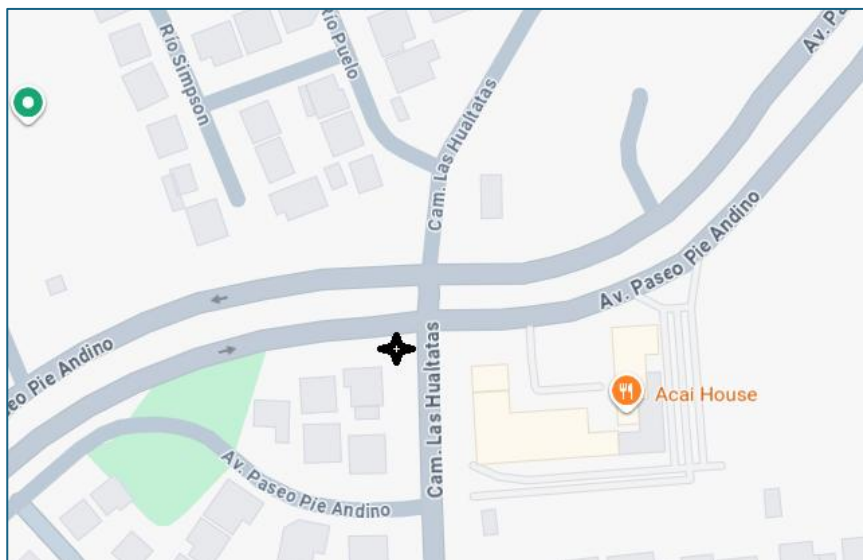 Río Simpson
Río Puelo
Cam. Las Hualtatas
Av. P
Av. Paseo Pie Andino
eo Pie Andino
Acai House
Cam. Las Hualtatas
Av. Paseo Pie Andino